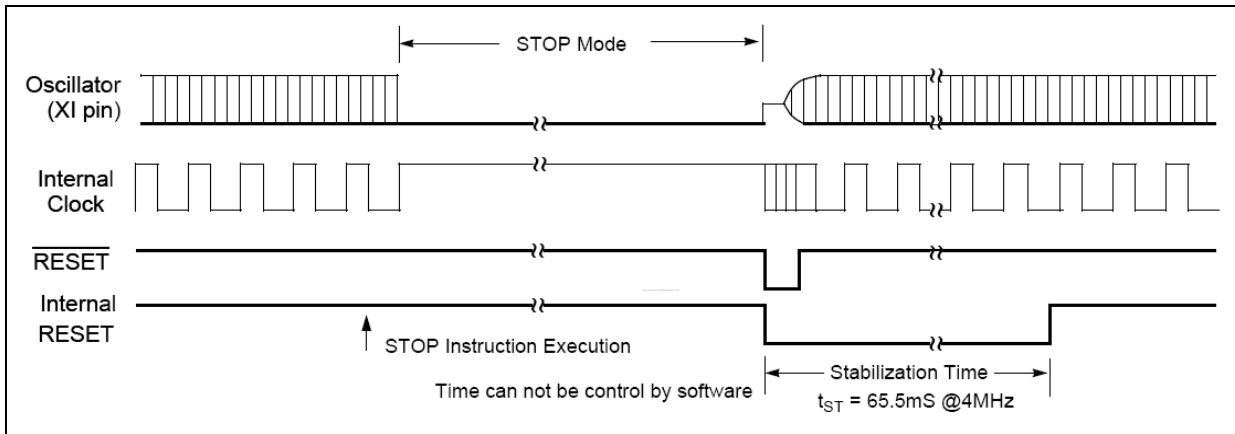 STOP Mode
Oscillator
(XI pin)
Internal
Clock
RESET
Internal
RESET
STOP Instruction Execution
Time can not be control by software
Stabilization Time
tST = 65.5mS @4MHz